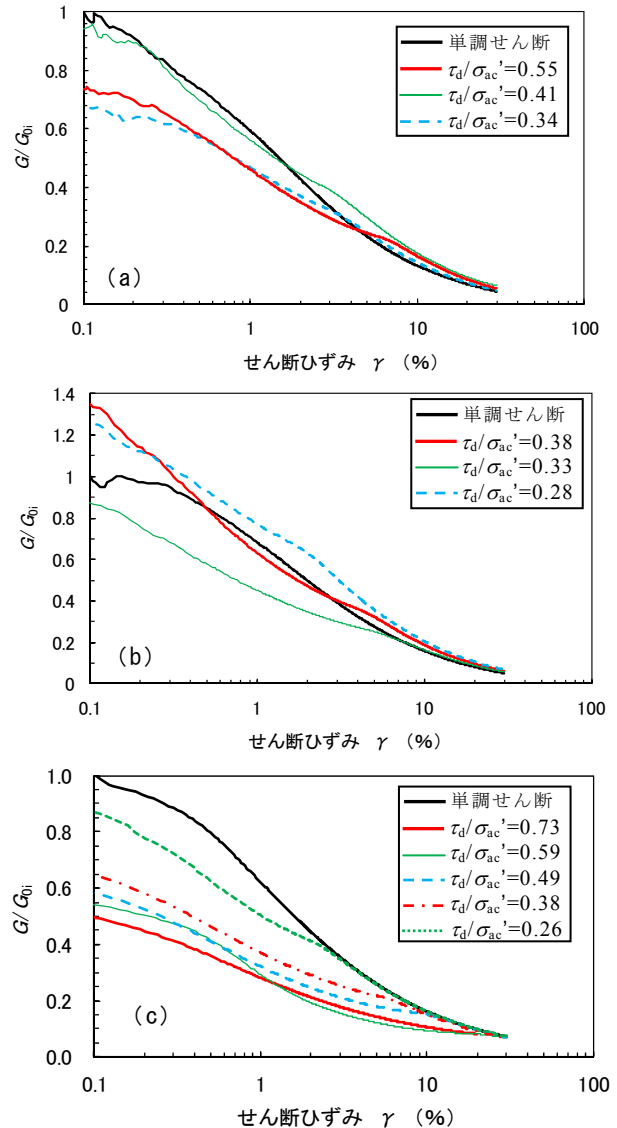 1
0.8
0.6
0.4
0.2
0
G/G0i
単調せん断
τd/σac'=0.55
τd/σac'=0.41
τd/σac'=0.34
(a)
0.1 1 10 100
せん断ひずみ γ (%)
1.4
1.2
1
0.8
0.6
0.4
0.2
0
G/G0i
単調せん断
τd/σac'=0.38
τd/σac'=0.33
τd/σac'=0.28
(b)
0.1 1 10 100
せん断ひずみ γ (%)
1.0
0.8
0.6
0.4
0.2
0.0
G/G0i
単調せん断
τd/σac'=0.73
τd/σac'=0.59
τd/σac'=0.49
τd/σac'=0.38
τd/σac'=0.26
(c)
0.1 1 10 100
せん断ひずみ γ (%)